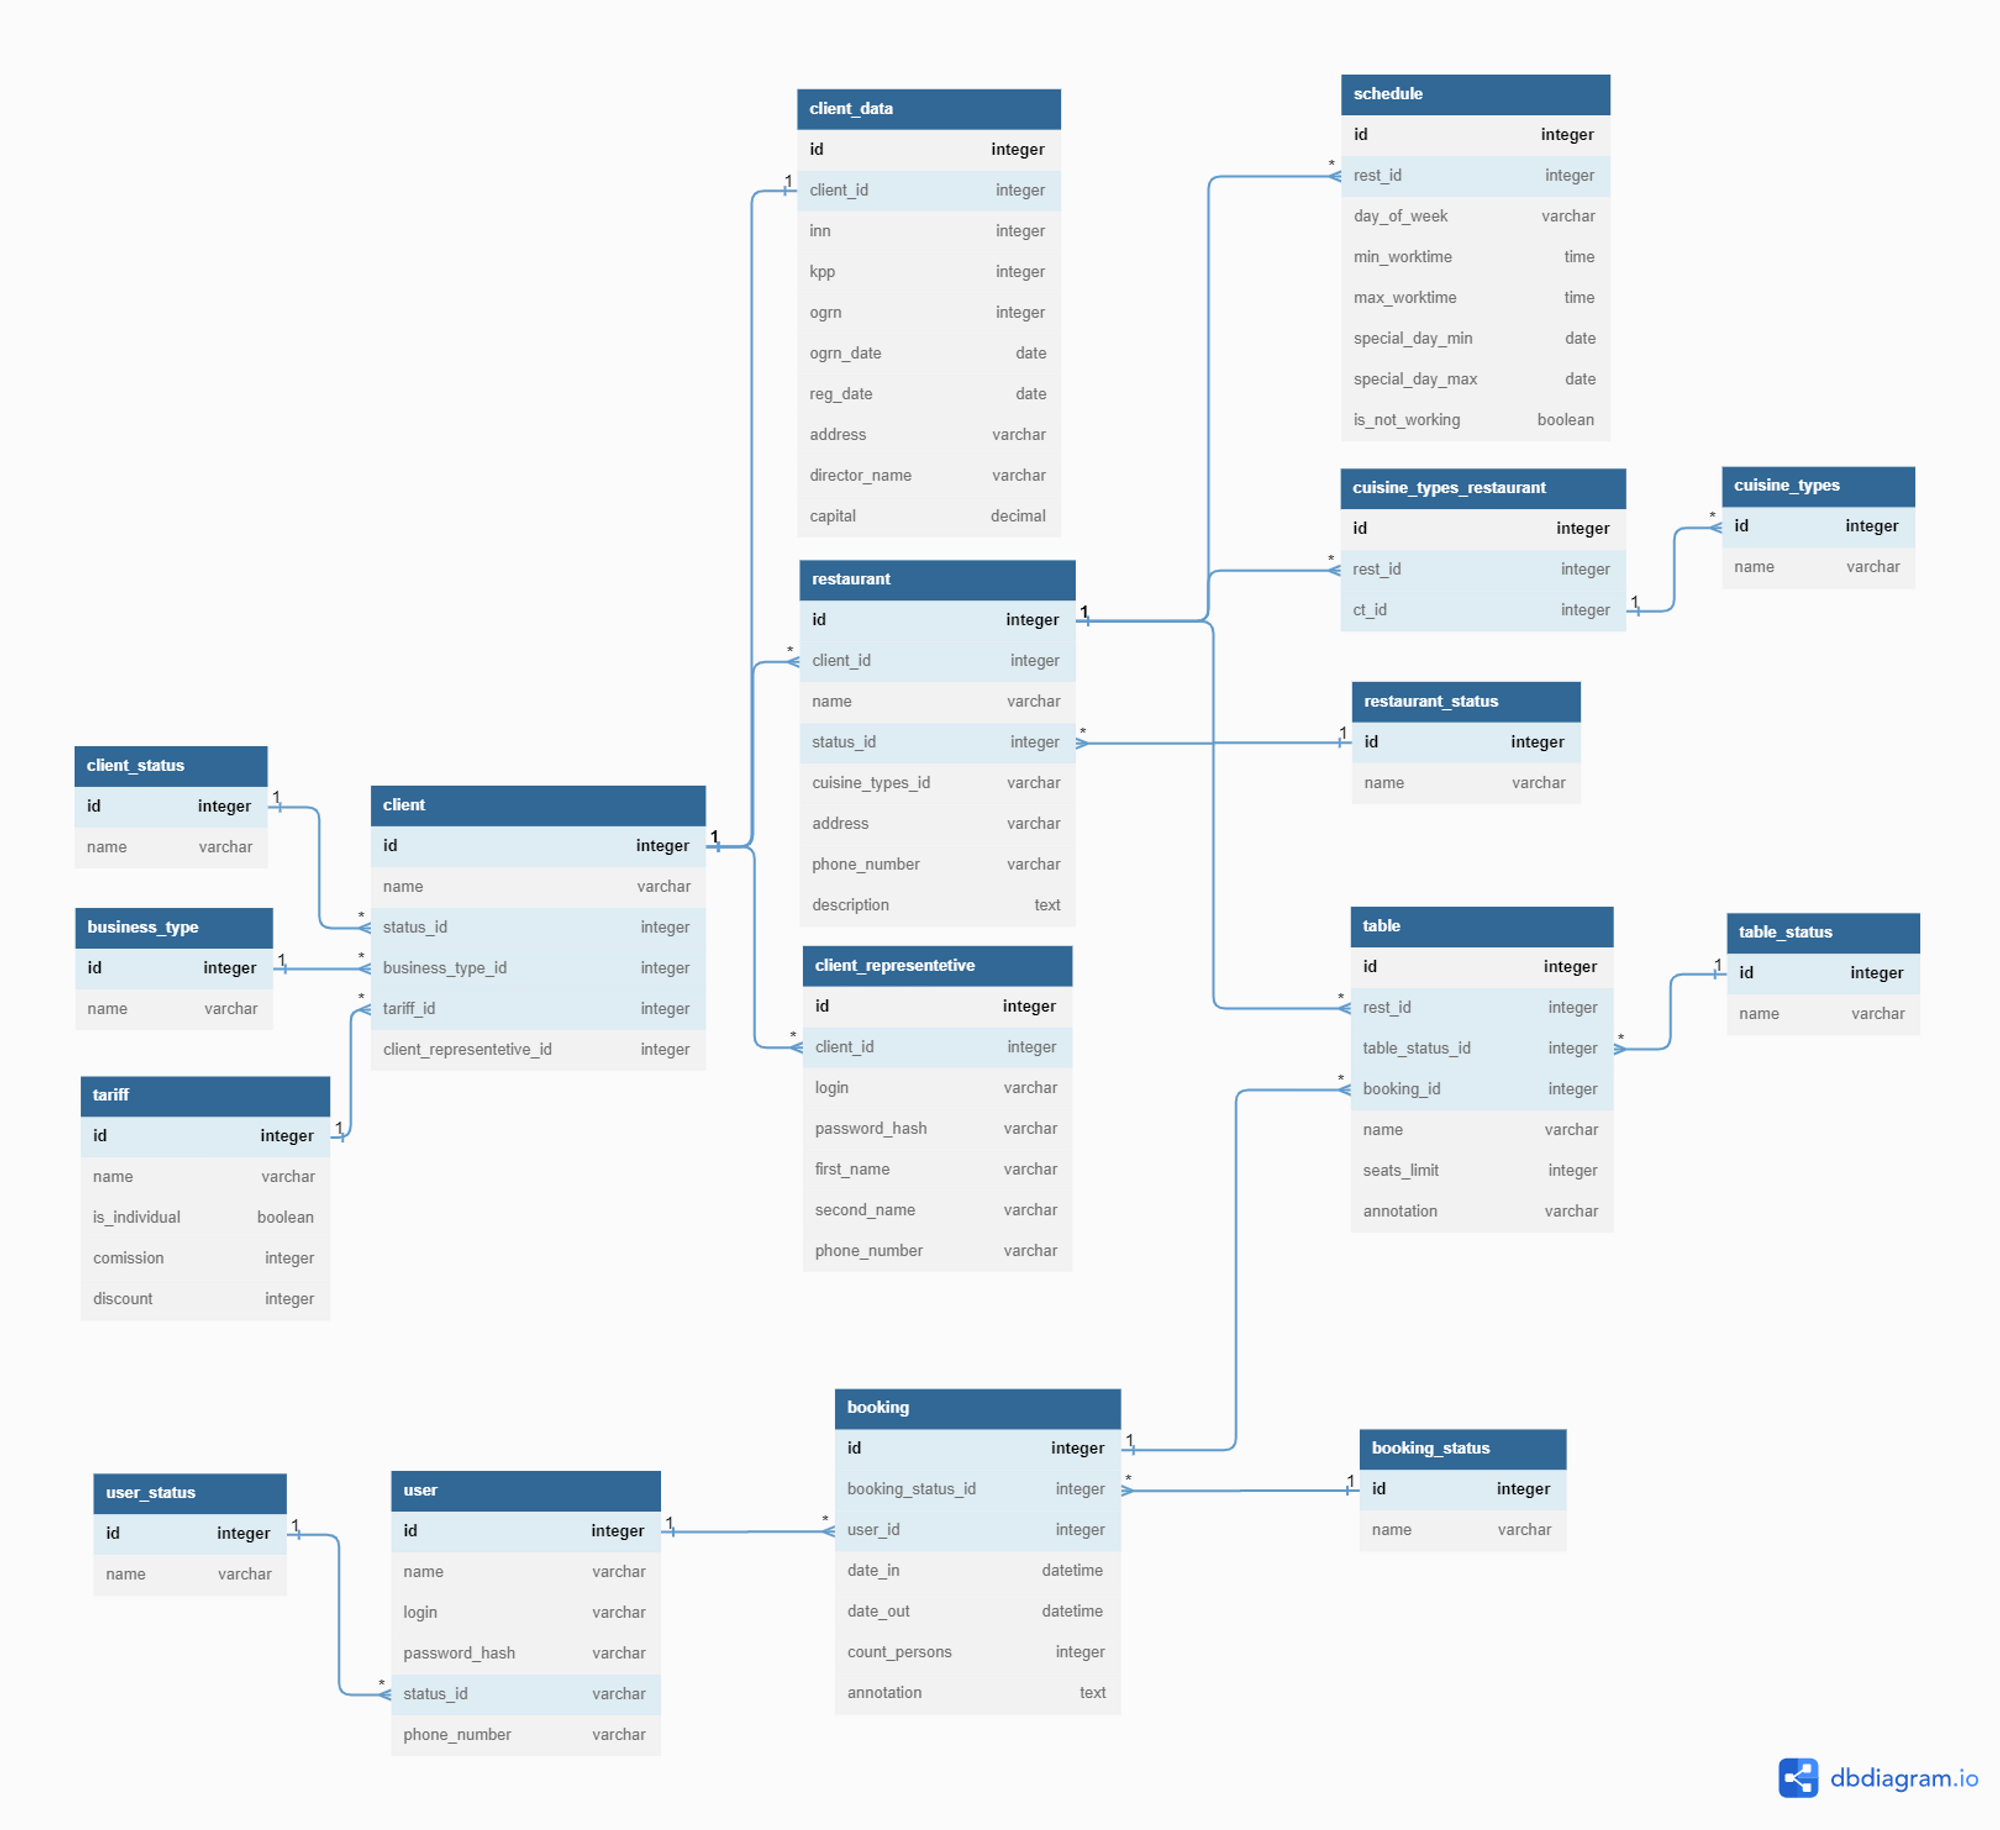 client_data
id integer
1
client_id integer
inn integer
kpp integer
ogrn integer
ogrn_date date
reg_date date
address varchar
director_name varchar
capital decimal
schedule
id integer
*
rest_id integer
day_of_week varchar
min_worktime time
max_worktime time
special_day_min date
special_day_max date
is_not_working boolean
cuisine_types_restaurant
id integer
*
rest_id integer
ct_id integer
1
cuisine_types
*
id integer
name varchar
restaurant
id integer
1
*
client_id integer
name varchar
status_id integer
*
cuisine_types_id varchar
address varchar
phone_number varchar
description text
restaurant_status
1
id integer
name varchar
client_status
id integer
1
name varchar
client
id integer
1
name varchar
*
status_id integer
*
business_type_id integer
*
tariff_id integer
client_representetive_id integer
business_type
id integer
1
name varchar
tariff
id integer
1
name varchar
is_individual boolean
comission integer
discount integer
client_representetive
id integer
*
client_id integer
login varchar
password_hash varchar
first_name varchar
second_name varchar
phone_number varchar
table
id integer
*
rest_id integer
table_status_id integer
*
*
booking_id integer
name varchar
seats_limit integer
annotation varchar
table_status
1
id integer
name varchar
booking
id integer
1
booking_status_id integer
*
*
user_id integer
date_in datetime
date_out datetime
count_persons integer
annotation text
booking_status
1
id integer
name varchar
user_status
id integer
1
name varchar
user
id integer
1
name varchar
login varchar
password_hash varchar
*
status_id varchar
phone_number varchar
dbdiagram.io